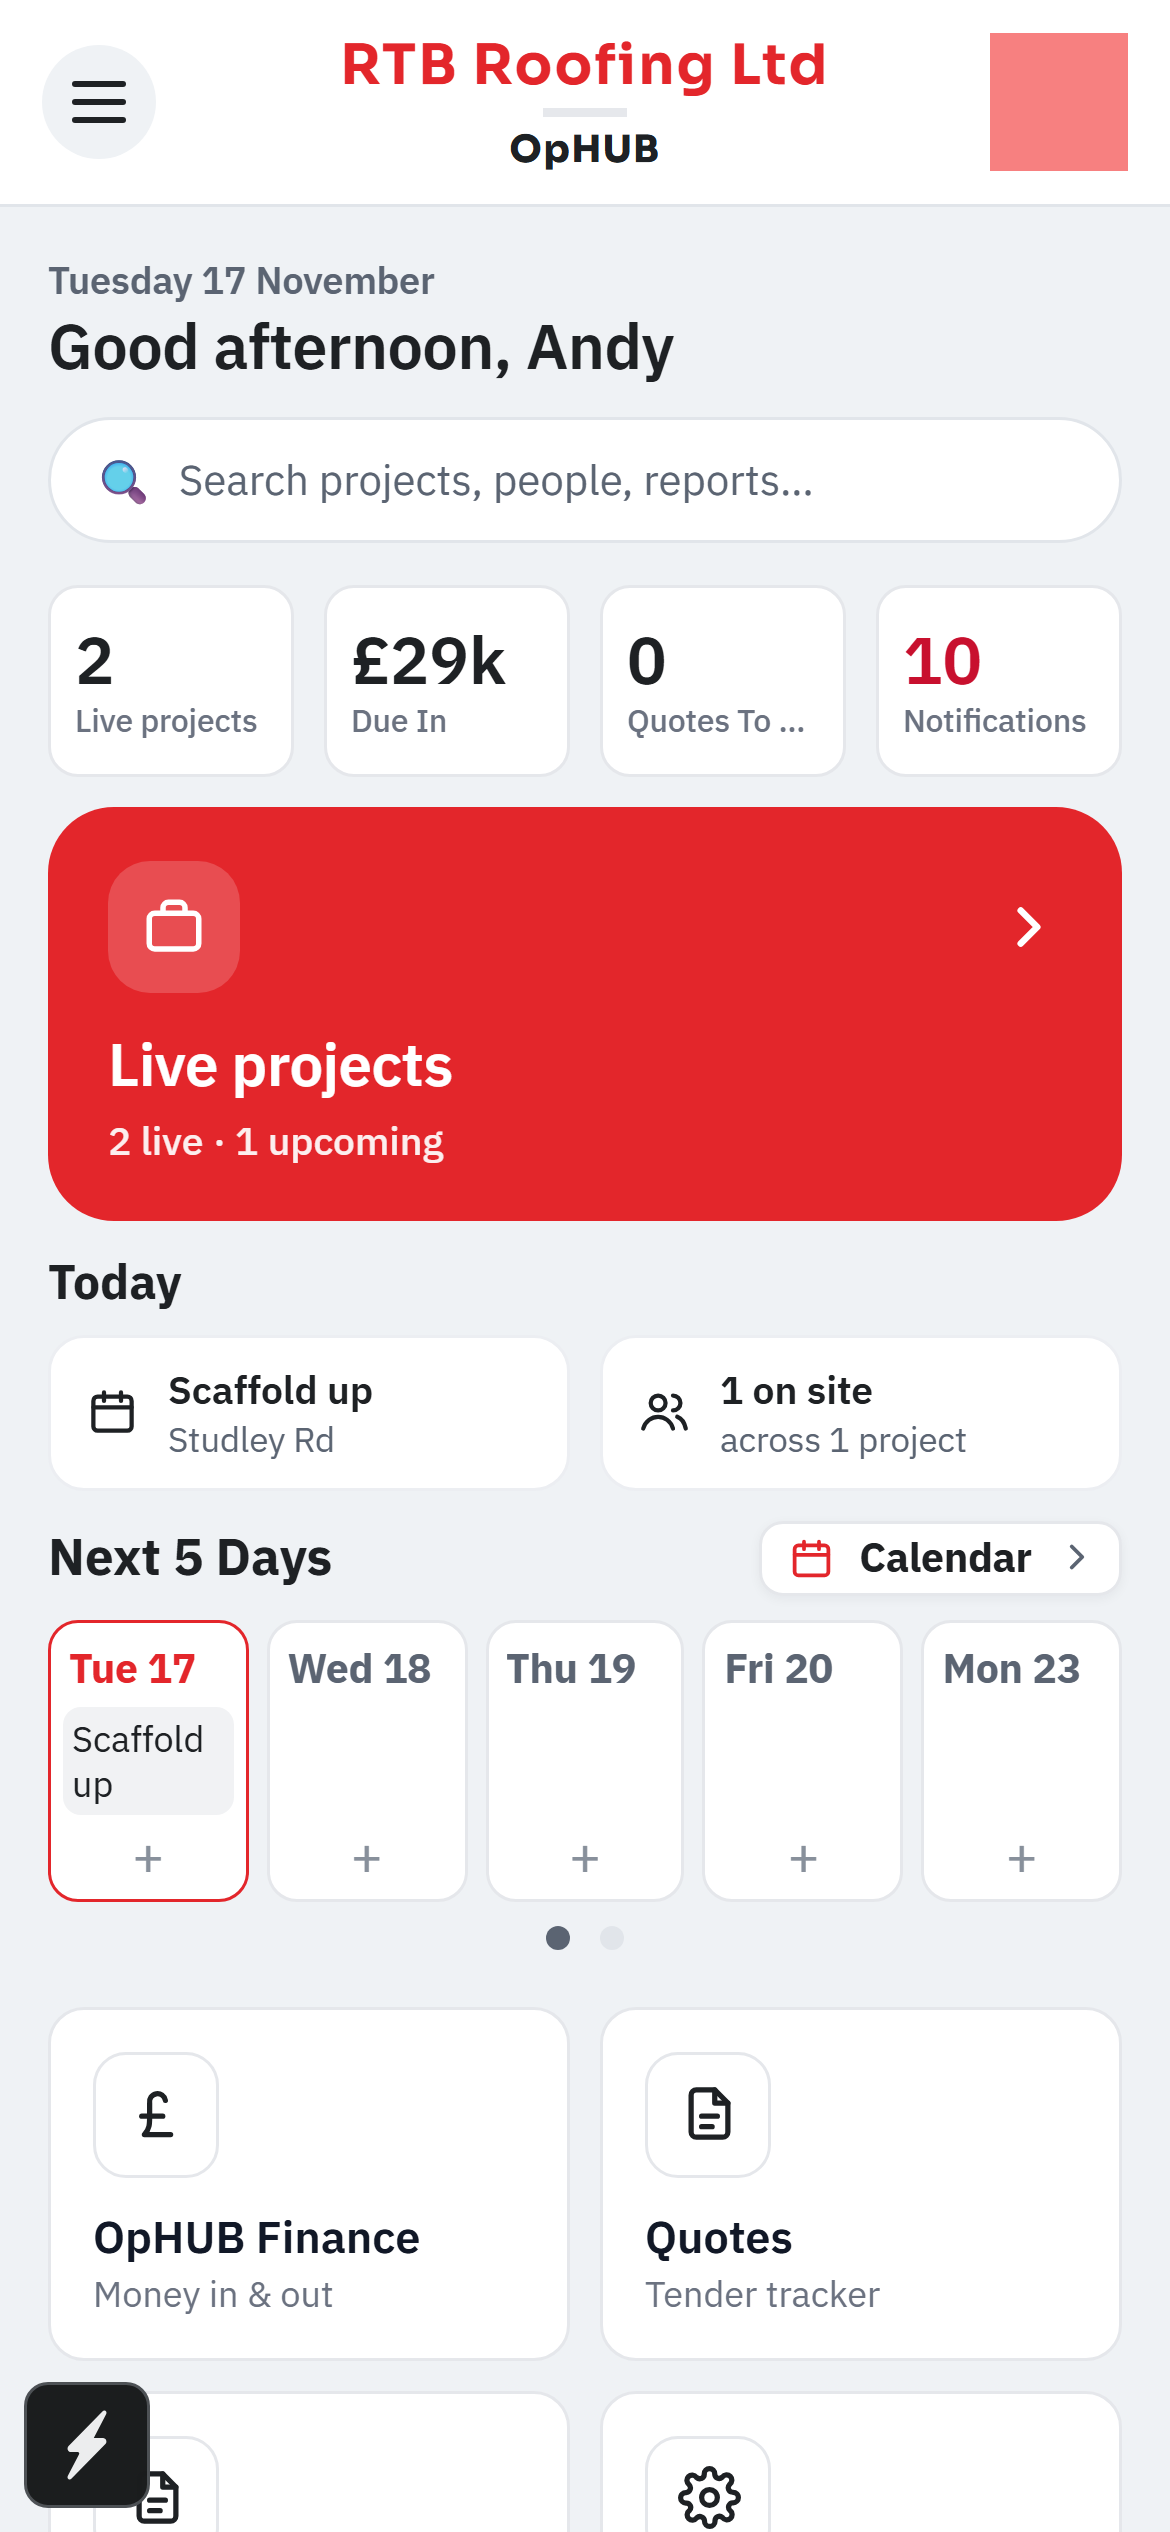 RTB Roofing Ltd
OpHUB
Tuesday 17 November
Good afternoon, Andy
Search projects, people, reports...
2
Live projects
£29k
Due In
0
Quotes To ...
10
Notifications
Live projects
2 live · 1 upcoming
Today
Scaffold up
Studley Rd
1 on site
across 1 project
Next 5 Days
Calendar
Tue 17
Scaffold
up
+
Wed 18
+
Thu 19
+
Fri 20
+
Mon 23
+
£
OpHUB Finance
Money in & out
Quotes
Tender tracker